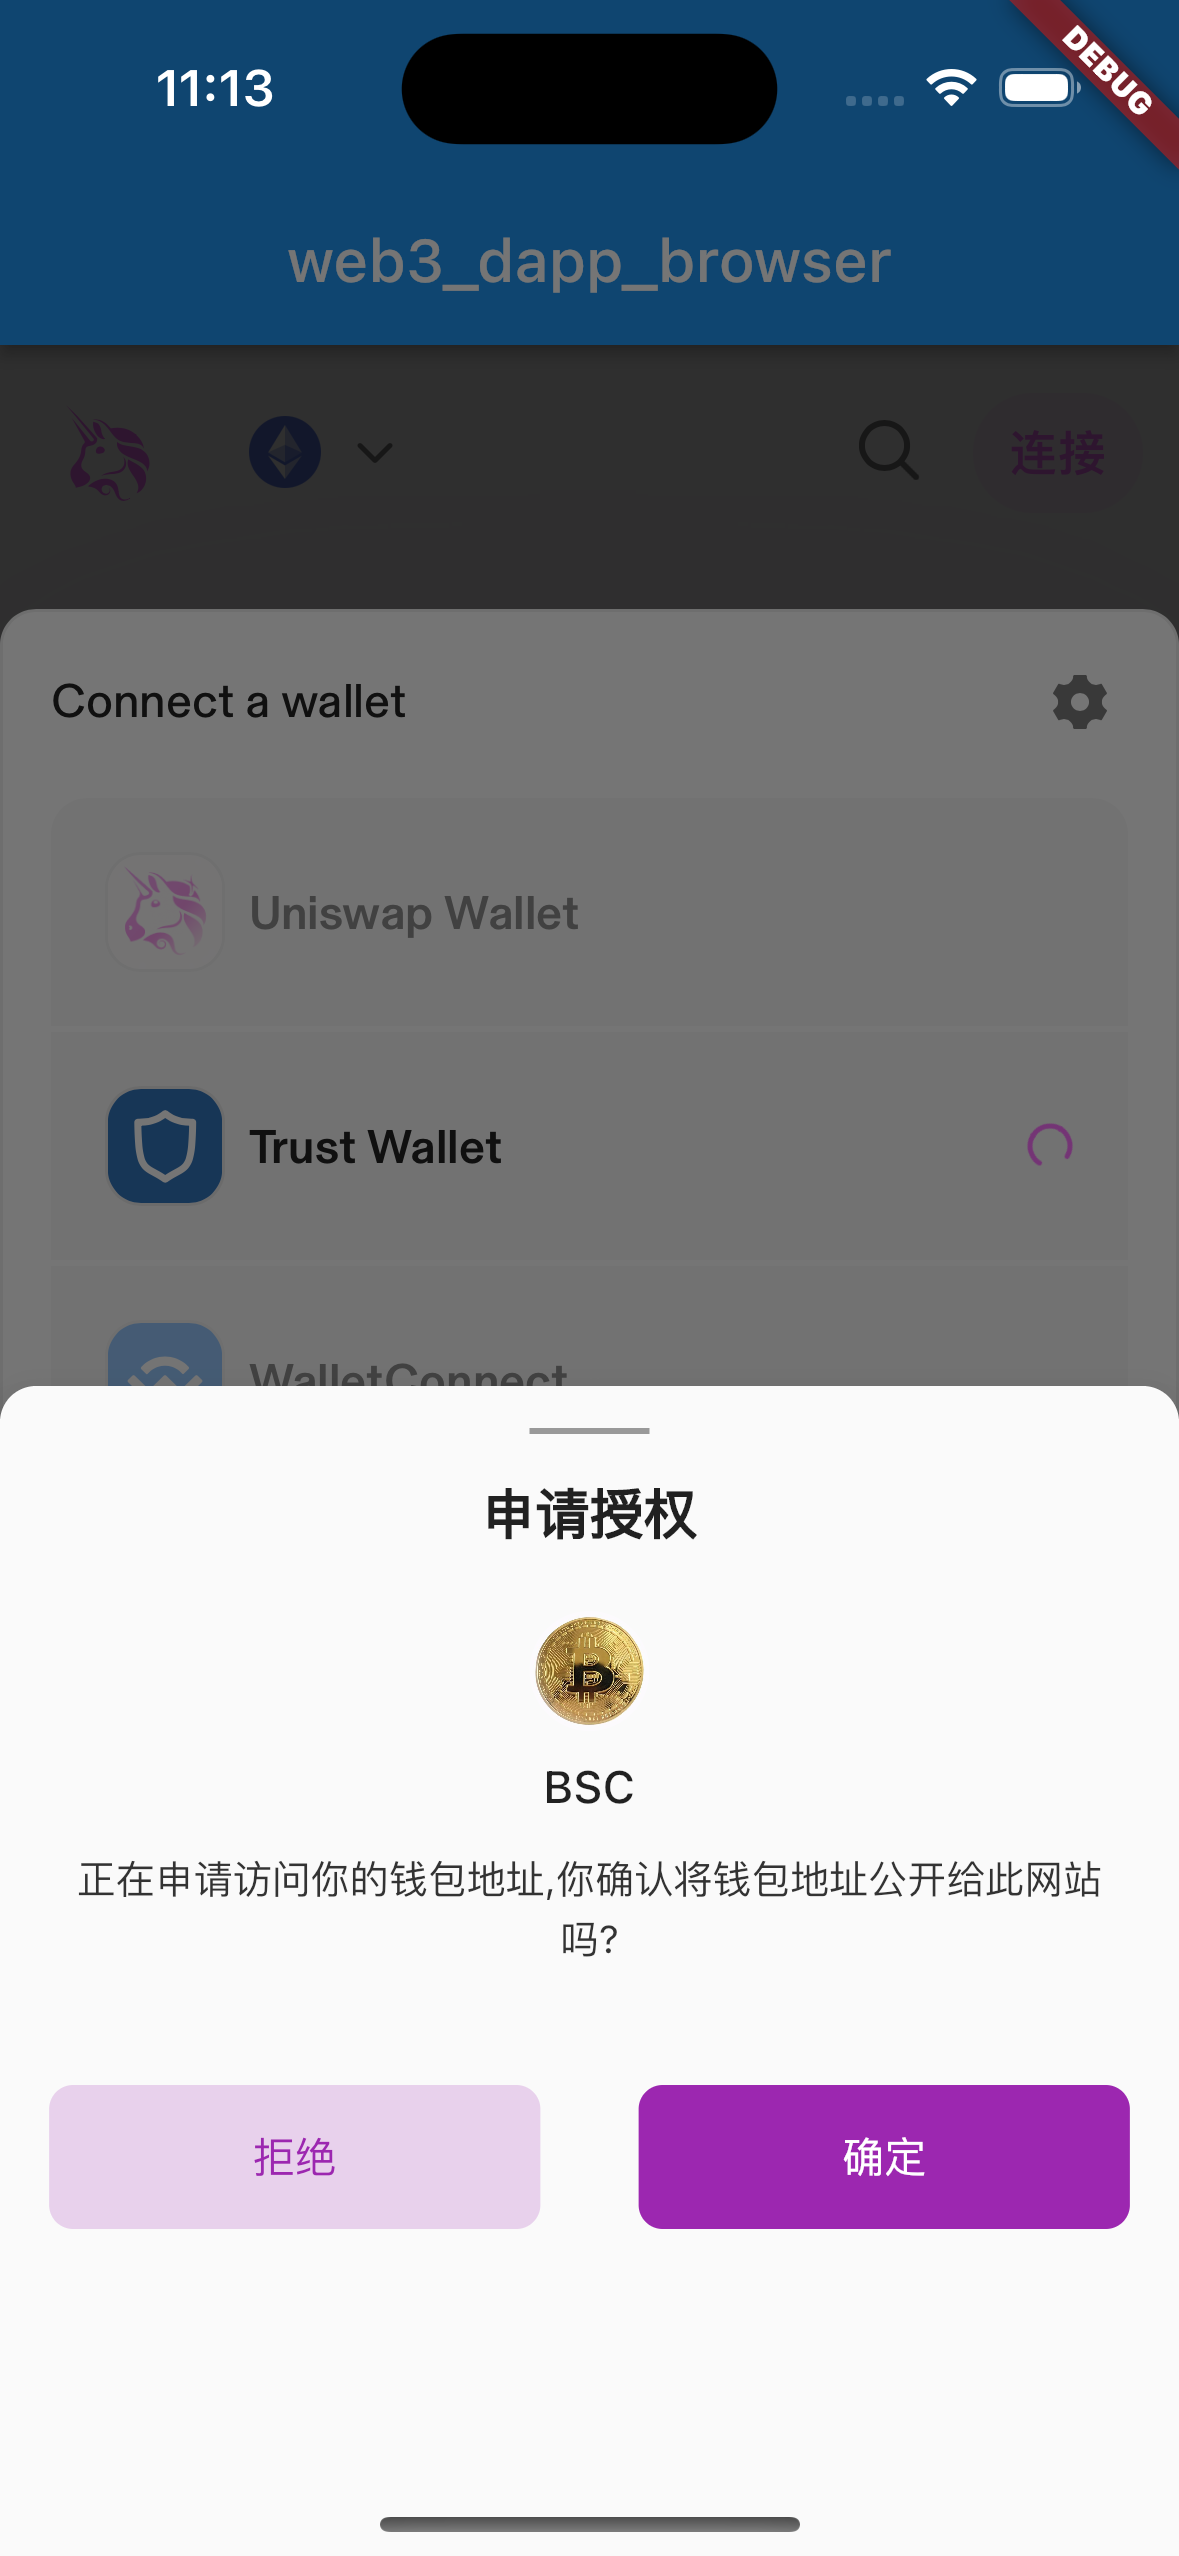 11:13
DEBUG
web3_dapp_browser
连接
Connect a wallet
Uniswap Wallet
Trust Wallet
WalletConnect
申请授权
BSC
正在申请访问你的钱包地址,你确认将钱包地址公开给此网站
吗?
拒绝
确定